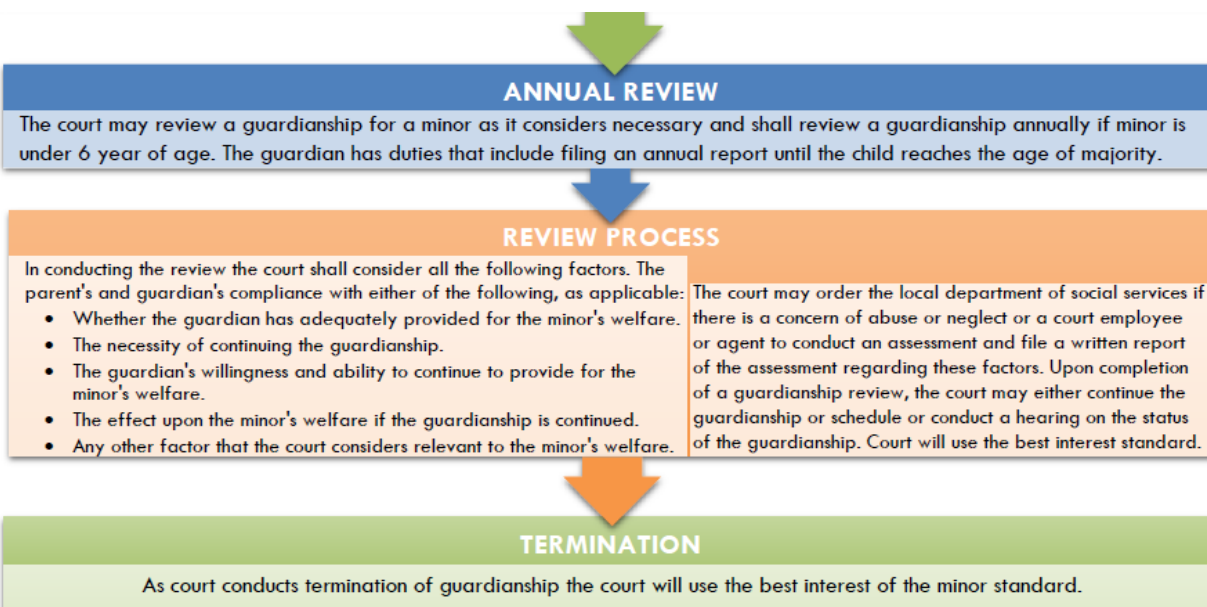 ANNUAL REVIEW
The court may review a guardianship for a minor as it considers necessary and shall review a guardianship annually if minor is
under 6 year of age. The guardian has duties that include filing an annual report until the child reaches the age of majority.
REVIEW PROCESS
In conducting the review the court shall consider all the following factors. The
parent's and guardian's compliance with either of the following, as applicable:
• Whether the guardian has adequately provided for the minor's welfare.
• The necessity of continuing the guardianship.
• The guardian's willingness and ability to continue to provide for the
minor's welfare.
• The effect upon the minor's welfare if the guardianship is continued.
• Any other factor that the court considers relevant to the minor's welfare.
The court may order the local department of social services if
there is a concern of abuse or neglect or a court employee
or agent to conduct an assessment and file a written report
of the assessment regarding these factors. Upon completion
of a guardianship review, the court may either continue the
guardianship or schedule or conduct a hearing on the status
of the guardianship. Court will use the best interest standard.
TERMINATION
As court conducts termination of guardianship the court will use the best interest of the minor standard.